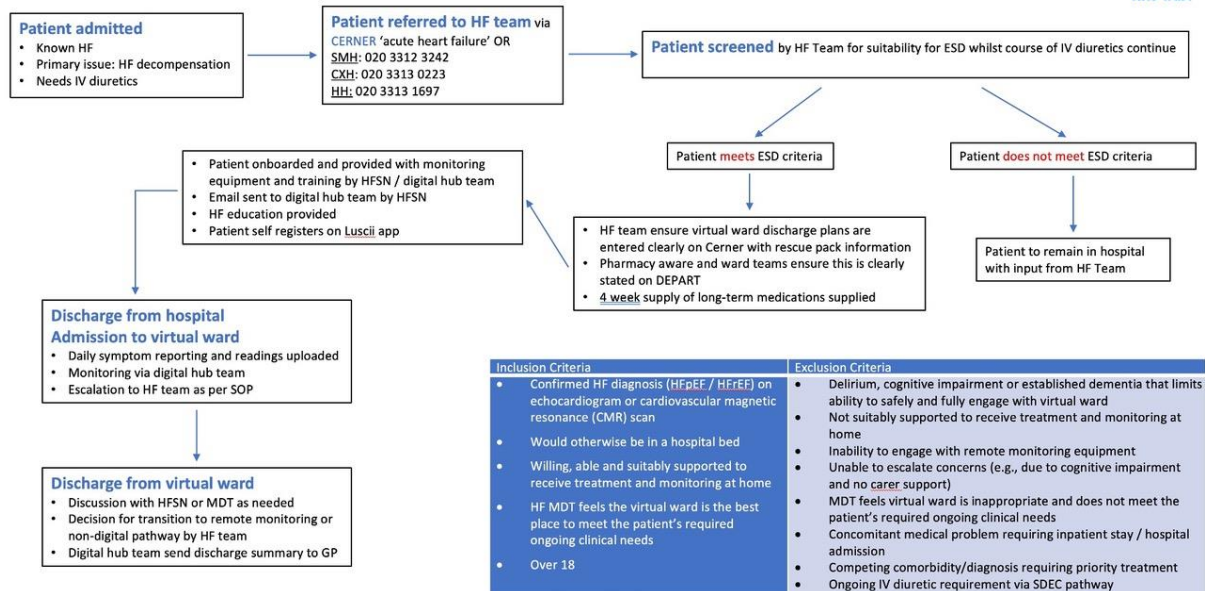 Patient admitted
• Known HF
• Primary issue: HF decompensation
• Needs IV diuretics
Patient referred to HF team via
CERNER 'acute heart failure' OR
SMH: 020 3312 3242
CXH: 020 3313 0223
HH: 020 3313 1697
Patient screened by HF Team for suitability for ESD whilst course of IV diuretics continue
Patient meets ESD criteria
Patient does not meet ESD criteria
Patient to remain in hospital
with input from HF Team
• HF team ensure virtual ward discharge plans are
entered clearly on Cerner with rescue pack information
• Pharmacy aware and ward teams ensure this is clearly
stated on DEPART
• 4 week supply of long-term medications supplied
• Patient onboarded and provided with monitoring
equipment and training by HFSN / digital hub team
• Email sent to digital hub team by HFSN
• HF education provided
• Patient self registers on Luscii app
Discharge from hospital
Admission to virtual ward
• Daily symptom reporting and readings uploaded
• Monitoring via digital hub team
• Escalation to HF team as per SOP
Discharge from virtual ward
• Discussion with HFSN or MDT as needed
• Decision for transition to remote monitoring or
non-digital pathway by HF team
• Digital hub team send discharge summary to GP
Inclusion Criteria
• Confirmed HF diagnosis (HFpEF / HFrEF) on
echocardiogram or cardiovascular magnetic
resonance (CMR) scan
• Would otherwise be in a hospital bed
• Willing, able and suitably supported to
receive treatment and monitoring at home
• HF MDT feels the virtual ward is the best
place to meet the patient's required
ongoing clinical needs
• Over 18
Exclusion Criteria
• Delirium, cognitive impairment or established dementia that limits
ability to safely and fully engage with virtual ward
• Not suitably supported to receive treatment and monitoring at
home
• Inability to engage with remote monitoring equipment
• Unable to escalate concerns (e.g., due to cognitive impairment
and no carer support)
• MDT feels virtual ward is inappropriate and does not meet the
patient's required ongoing clinical needs
• Concomitant medical problem requiring inpatient stay / hospital
admission
• Competing comorbidity/diagnosis requiring priority treatment
• Ongoing IV diuretic requirement via SDEC pathway